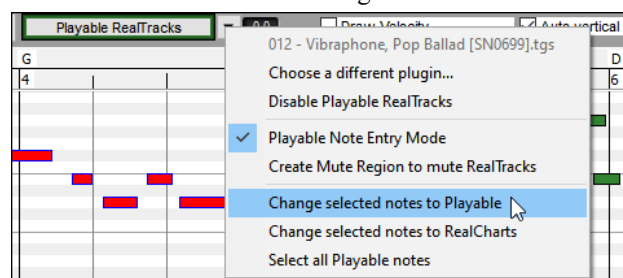 Playable RealTracks
0.0
Draw Velocity
Auto vertical
G
D
4
6
012 - Vibraphone, Pop Ballad [SN0699].tgs
Choose a different plugin...
Disable Playable RealTracks
Playable Note Entry Mode
Create Mute Region to mute RealTracks
Change selected notes to Playable
Change selected notes to RealCharts
Select all Playable notes